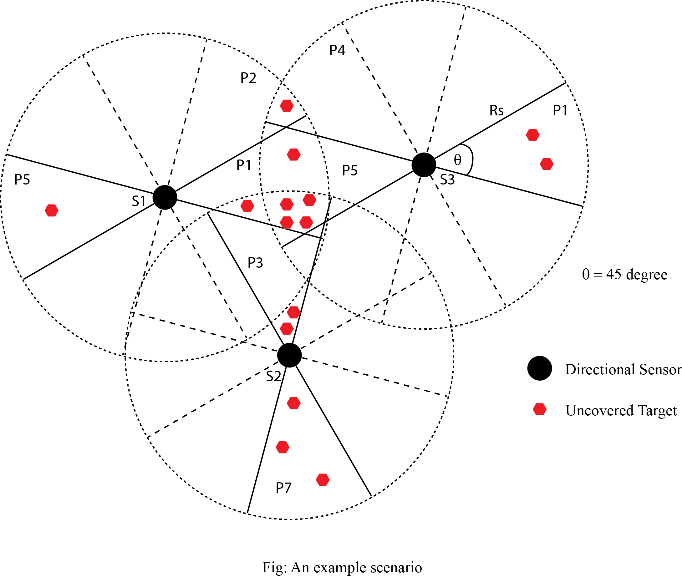 P4
P2
Rs
P1
P1
P5
θ
P5
S3
S1
P3
θ = 45 degree
S2
Directional Sensor
Uncovered Target
P7
Fig: An example scenario